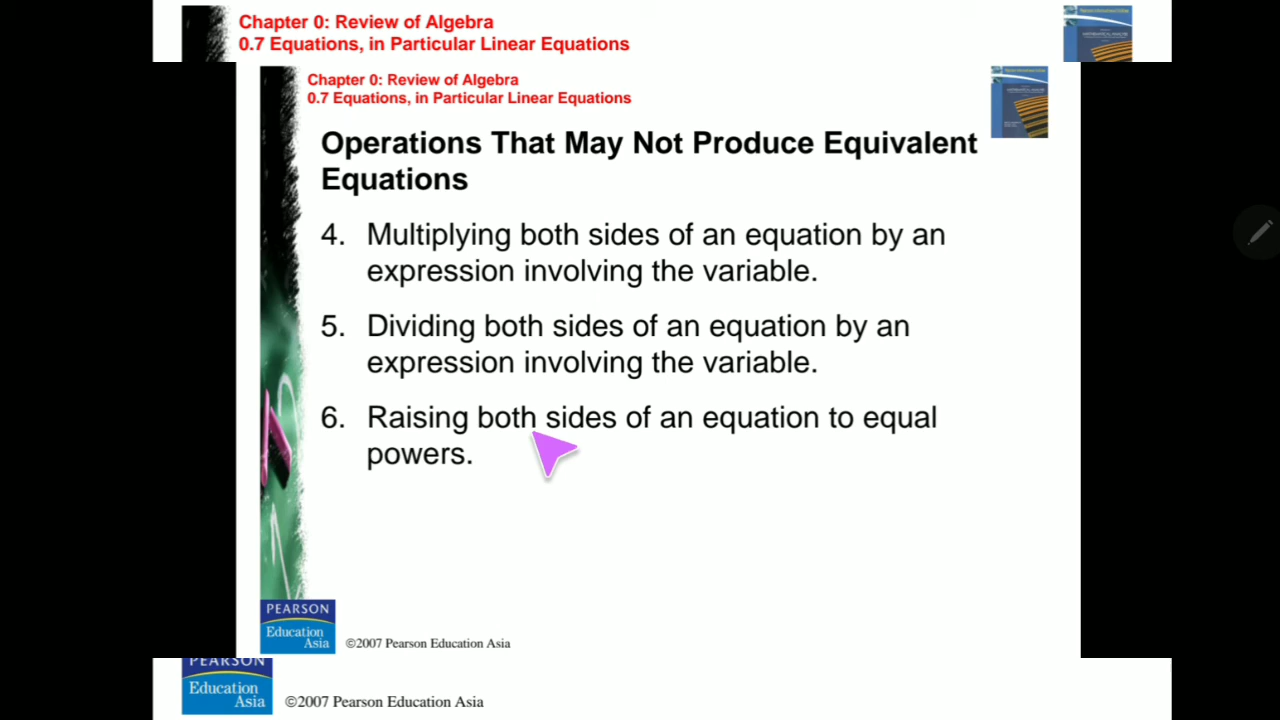 Chapter 0: Review of Algebra
0.7 Equations, in Particular Linear Equations
Chapter 0: Review of Algebra
0.7 Equations, in Particular Linear Equations
Operations That May Not Produce Equivalent
Equations
4. Multiplying both sides of an equation by an
expression involving the variable.
5. Dividing both sides of an equation by an
expression involving the variable.
6. Raising both sides of an equation to equal
powers.
PEARSON
Education
Asia
©2007 Pearson Education Asia
PEARSON
Education
Asia
©2007 Pearson Education Asia